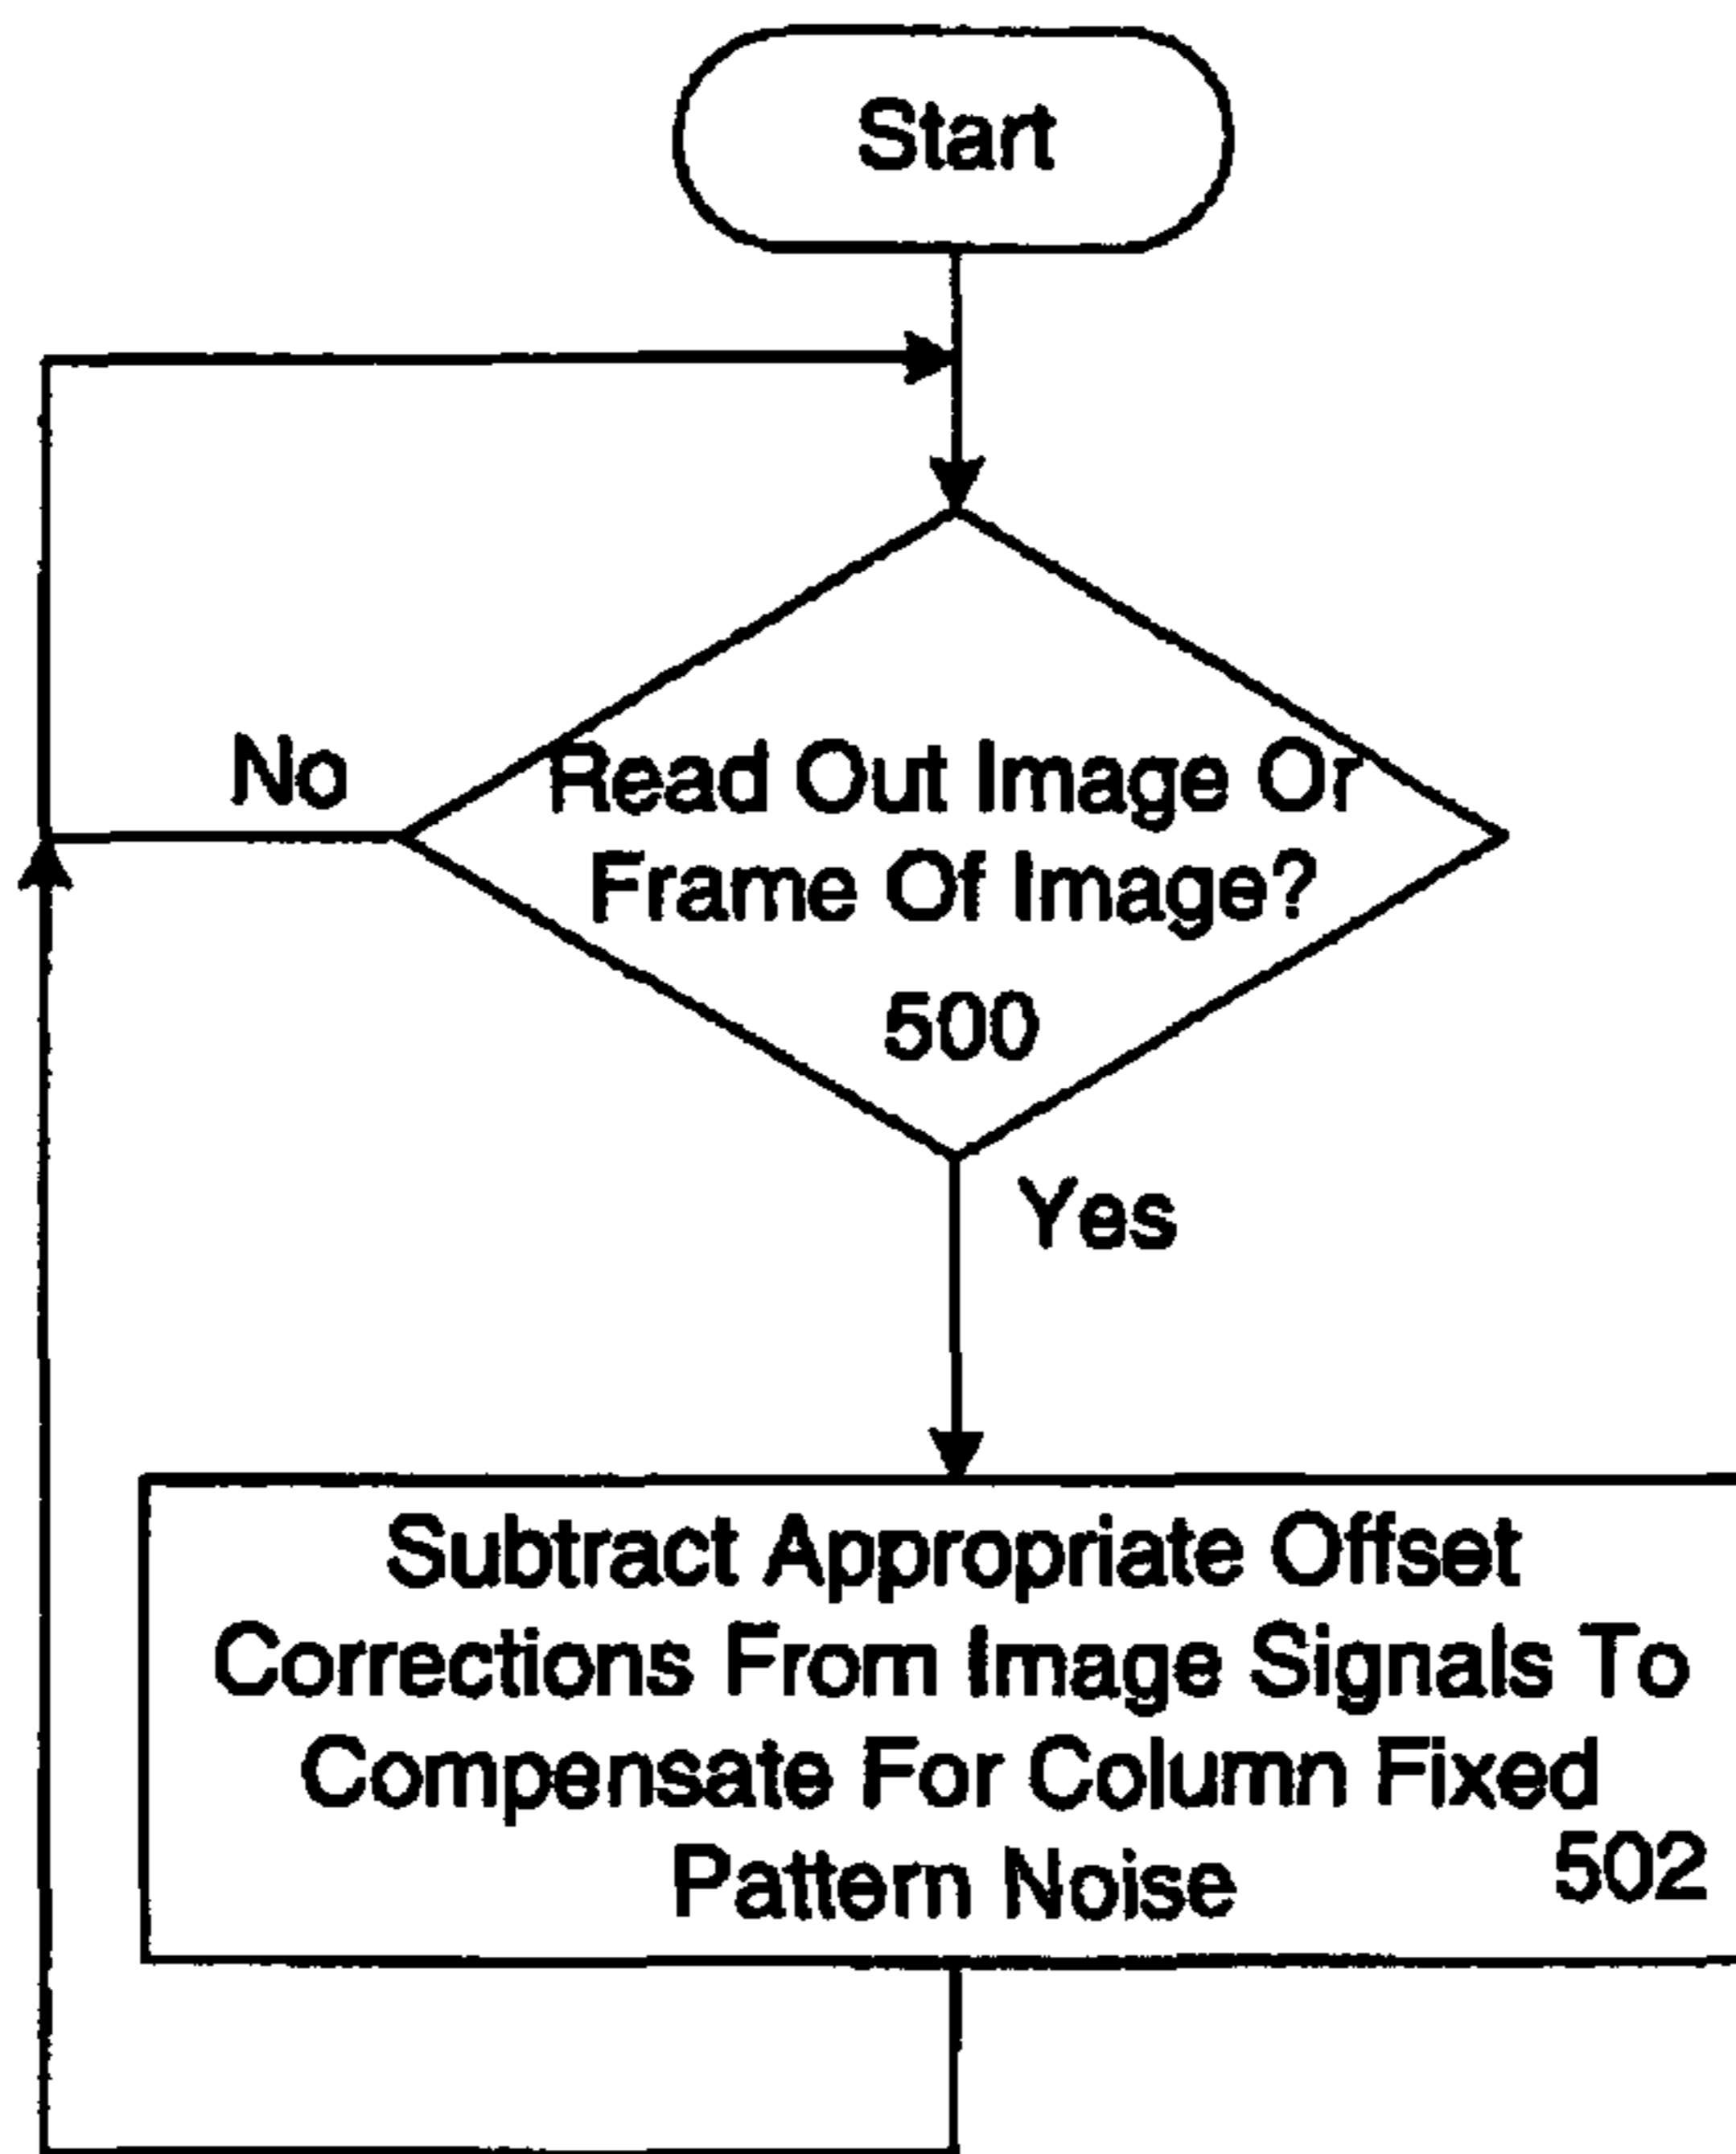 Start
No
Read Out Image Or
Frame Of Image?
500
Yes
Subtract Appropriate Offset
Corrections From Image Signals To
Compensate For Column Fixed
Pattern Noise 502